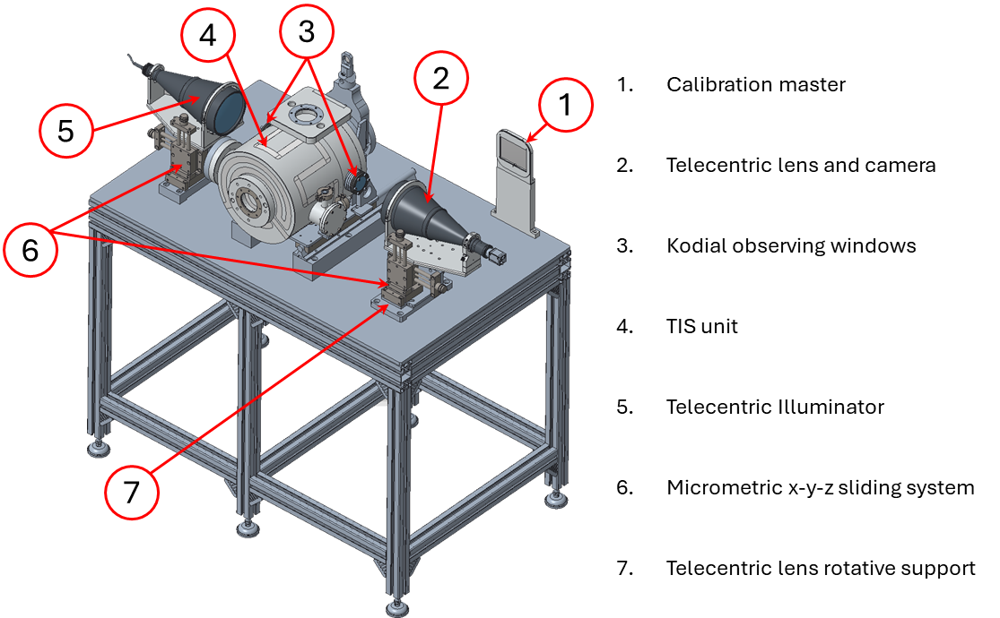 4
3
2
1
5
6
7
1. Calibration master
2. Telecentric lens and camera
3. Kodial observing windows
4. TIS unit
5. Telecentric Illuminator
6. Micrometric x-y-z sliding system
7. Telecentric lens rotative support